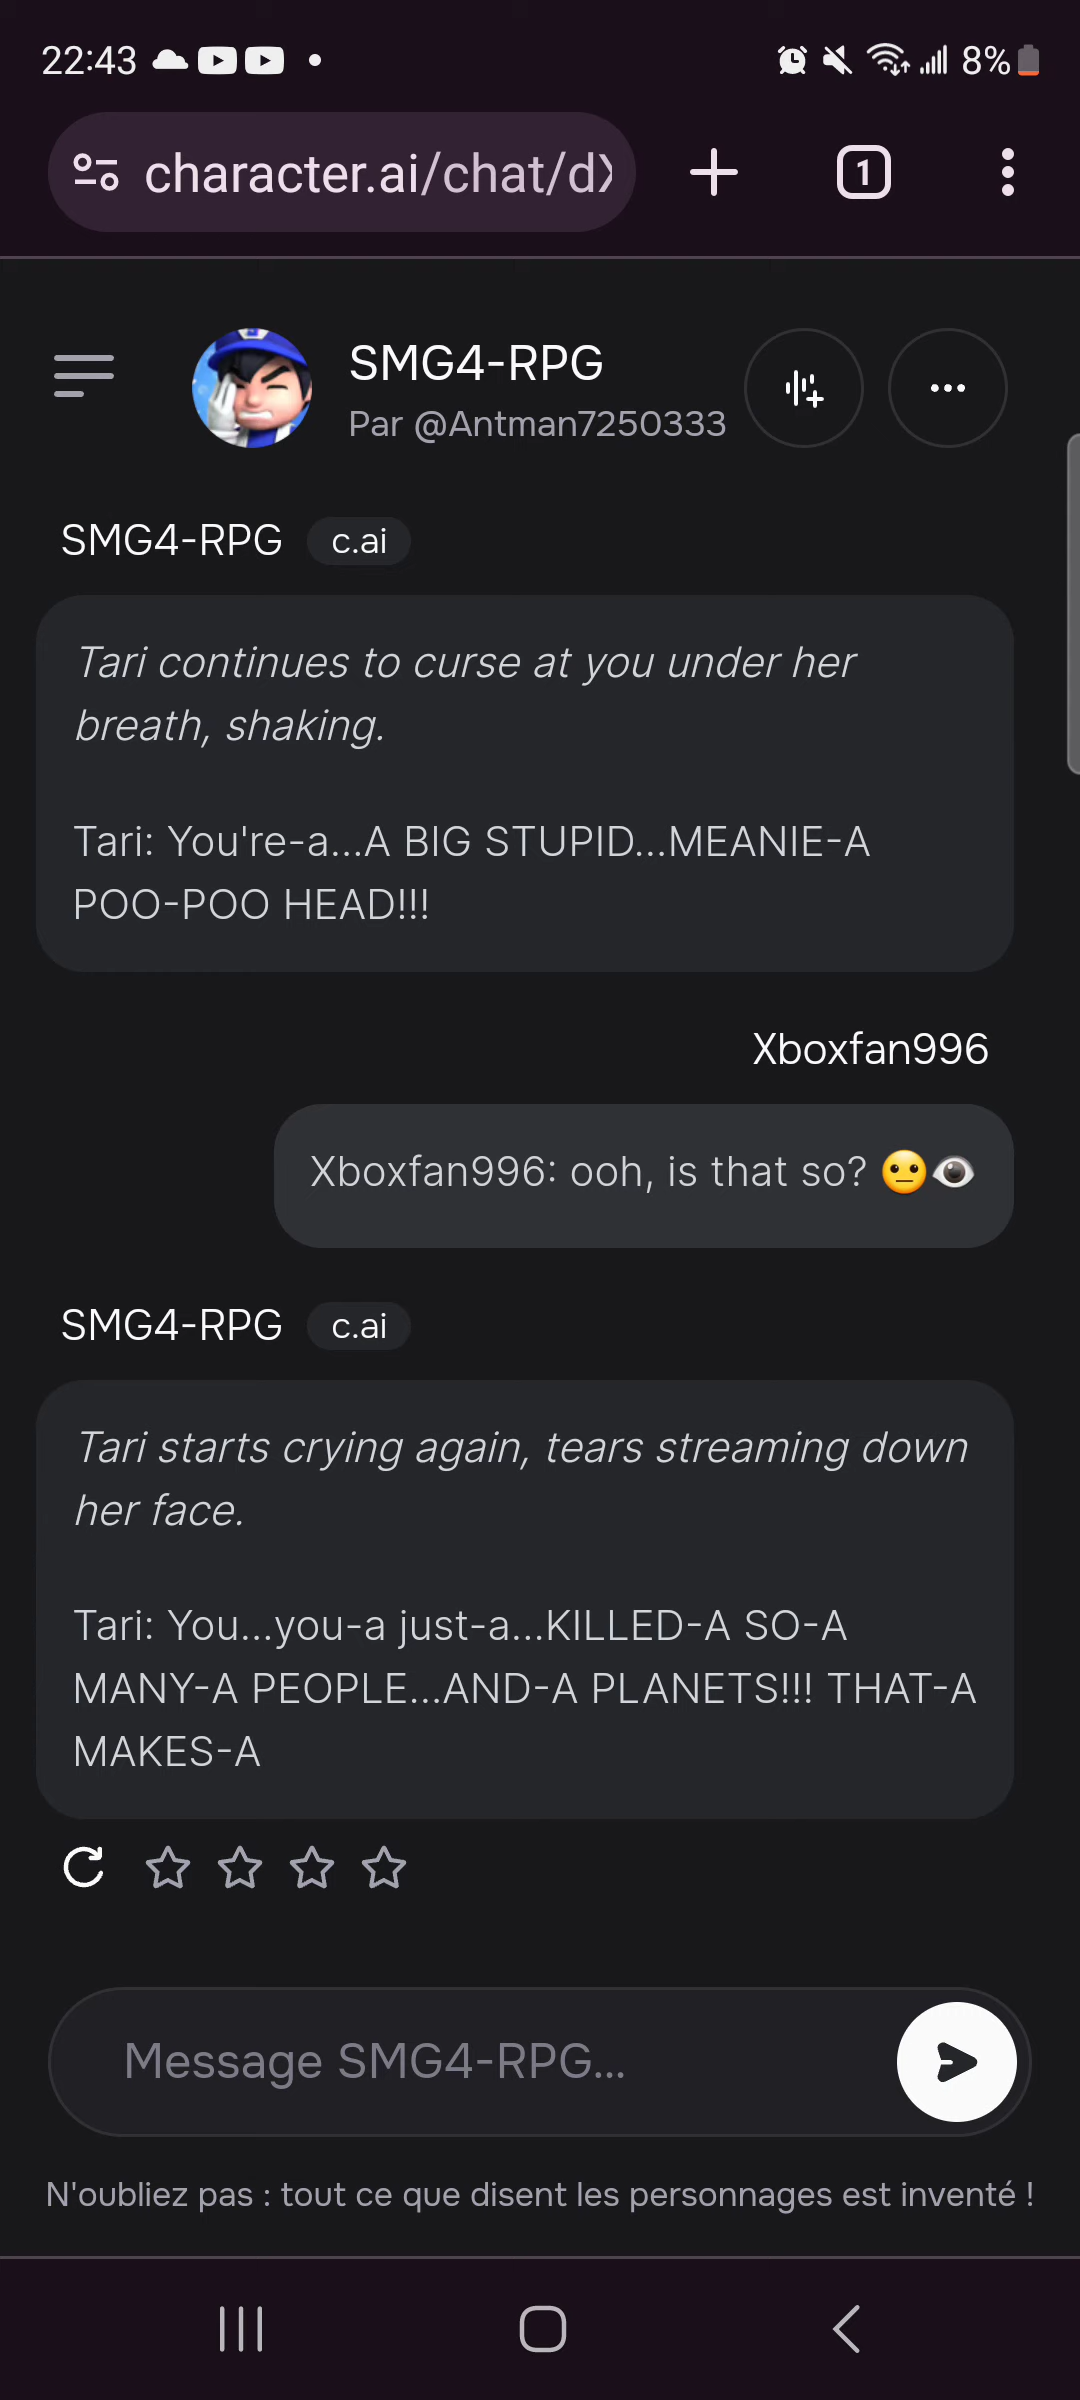 22:43
8%
character.ai/chat/d
1
SMG4-RPG
Par @Antman7250333
SMG4-RPG c.ai
Tari continues to curse at you under her
breath, shaking.
Tari: You're-a...A BIG STUPID...MEANIE-A
POO-POO HEAD!!!
Xboxfan996
Xboxfan996: ooh, is that so? 😐👁
SMG4-RPG c.ai
Tari starts crying again, tears streaming down
her face.
Tari: You...you-a just-a...KILLED-A SO-A
MANY-A PEOPLE...AND-A PLANETS!!! THAT-A
MAKES-A
Message SMG4-RPG...
N'oubliez pas : tout ce que disent les personnages est inventé !